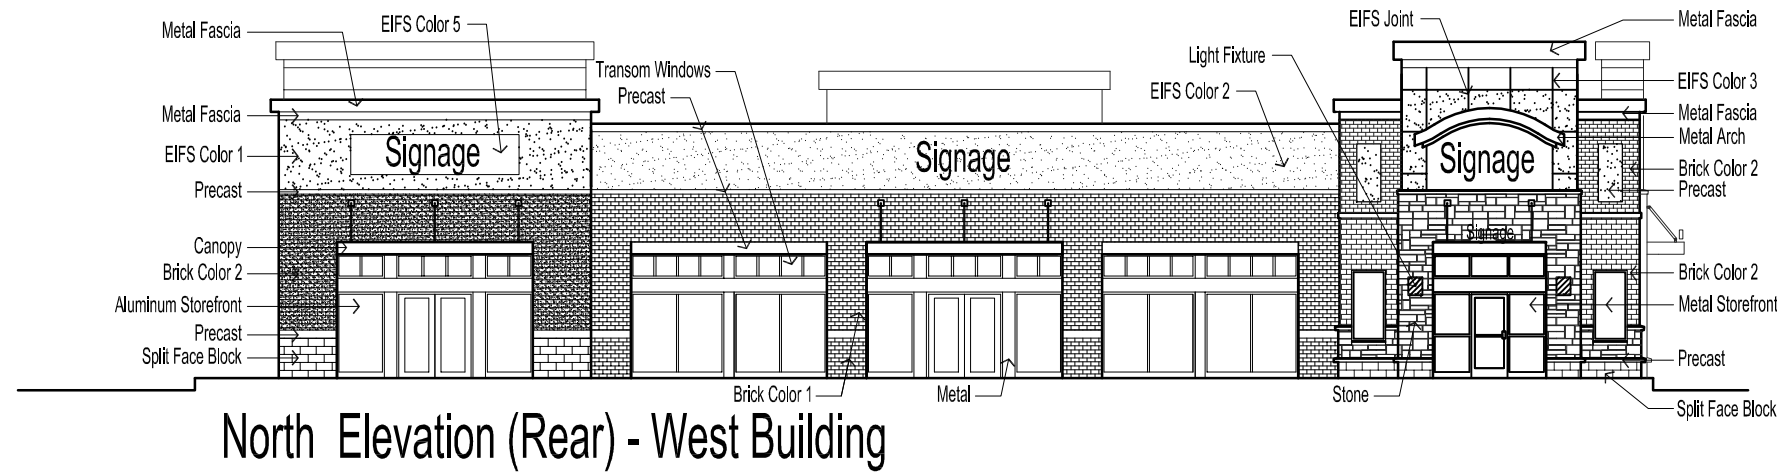 Metal Fascia
EIFS Color 5
EIFS Joint
Metal Fascia
Light Fixture
Transom Windows
Precast
EIFS Color 2
EIFS Color 3
Metal Fascia
Metal Fascia
Metal Arch
EIFS Color 1
Signage
Signage
Signage
Brick Color 2
Precast
Precast
Signage
Canopy
Brick Color 2
Brick Color 2
Aluminum Storefront
Metal Storefront
Precast
Split Face Block
Precast
Brick Color 1
Metal
Stone
Split Face Block
North Elevation (Rear) - West Building